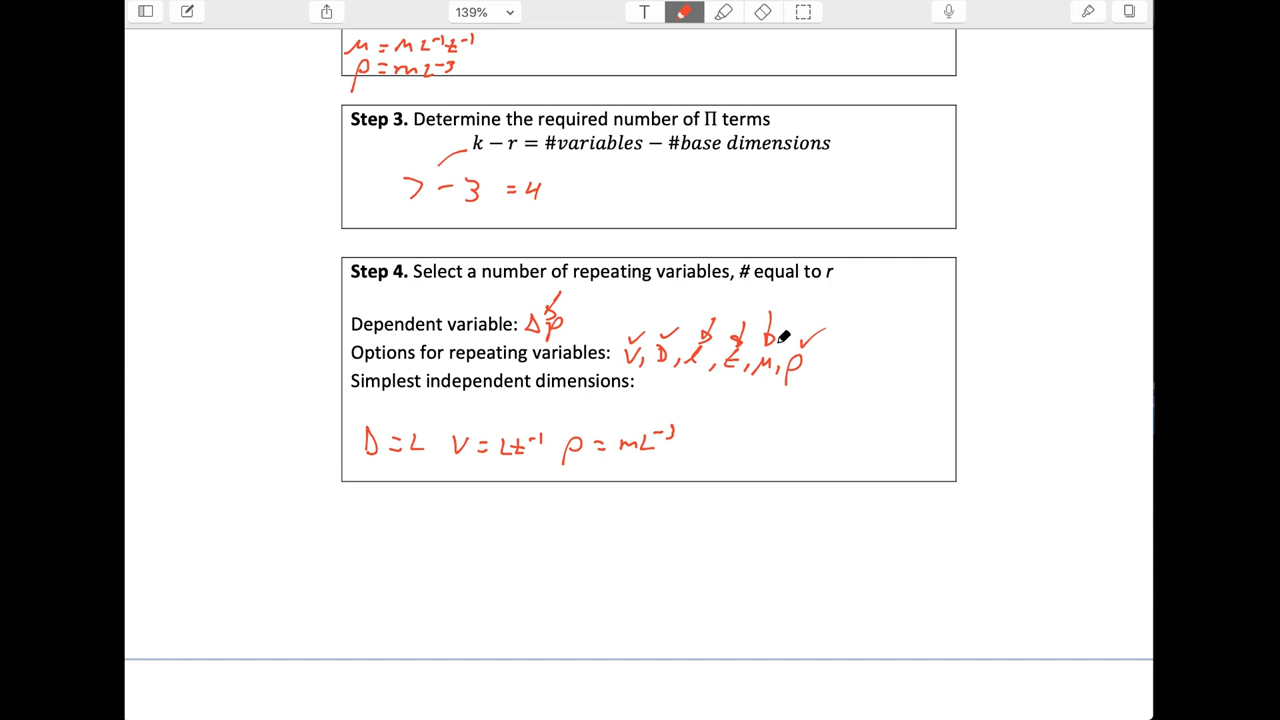 139%
T
μ = mL⁻¹t⁻¹
ρ = mL⁻³
Step 3. Determine the required number of Π terms
k − r = #variables − #base dimensions
7 − 3 = 4
Step 4. Select a number of repeating variables, # equal to r
Dependent variable: Δp
Options for repeating variables: V, D, l, ε, μ, ρ
Simplest independent dimensions:
D = L V = Lt⁻¹ ρ = mL⁻³